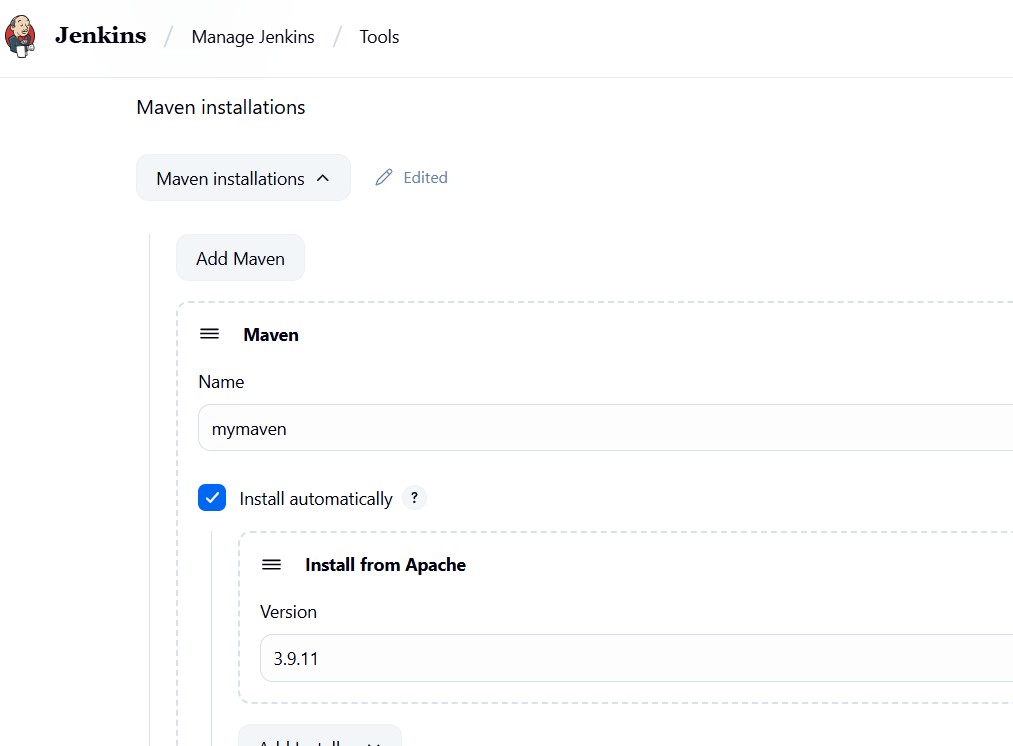 Jenkins / Manage Jenkins / Tools
Maven installations
Maven installations Edited
Add Maven
Maven
Name
mymaven
Install automatically ?
Install from Apache
Version
3.9.11